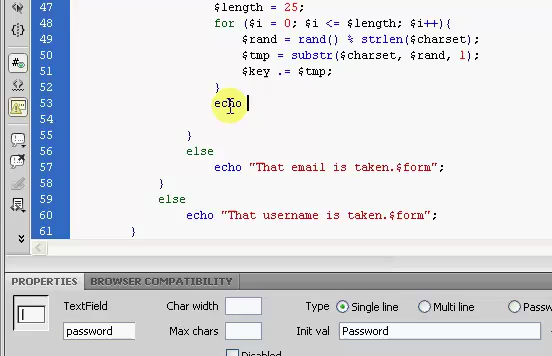 47 $length = 25;
48 for ($i = 0; $i <= $length; $i++){
49 $rand = rand() % strlen($charset);
50 $tmp = substr($charset, $rand, 1);
51 $key .= $tmp;
52 }
53 echo
54
55 }
56 else
57 echo "That email is taken.$form";
58 }
59 else
60 echo "That username is taken.$form";
61 }
PROPERTIES BROWSER COMPATIBILITY
TextField Char width Type Single line Multi line Passw
password Max chars Init val Password
Disabled